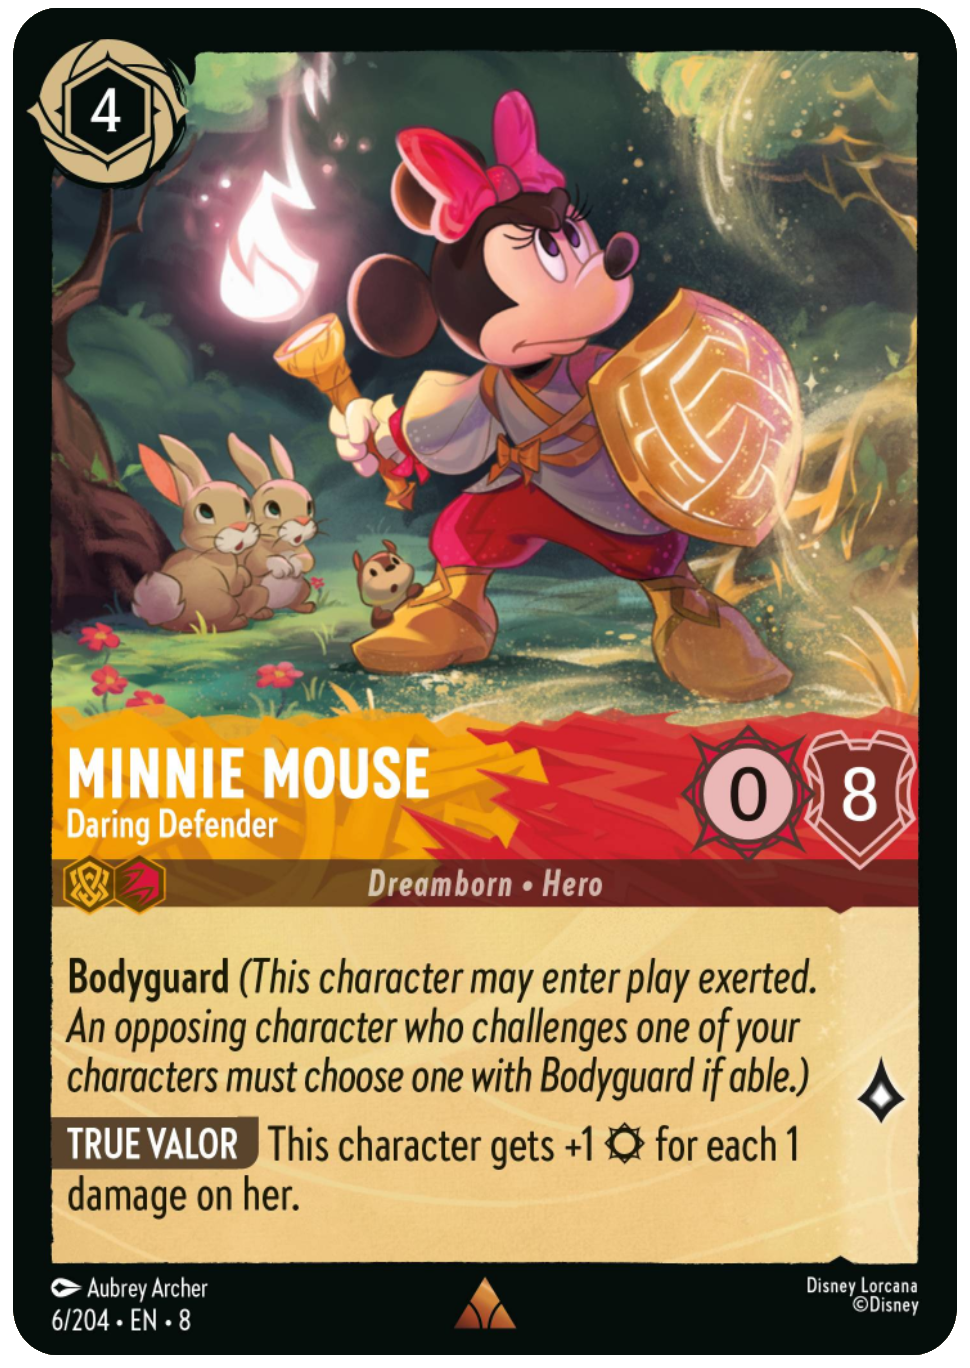 4
MINNIE MOUSE
Daring Defender
0
8
Dreamborn • Hero
Bodyguard (This character may enter play exerted.
An opposing character who challenges one of your
characters must choose one with Bodyguard if able.)
TRUE VALOR This character gets +1 for each 1
damage on her.
Aubrey Archer
6/204 • EN • 8
Disney Lorcana
©Disney